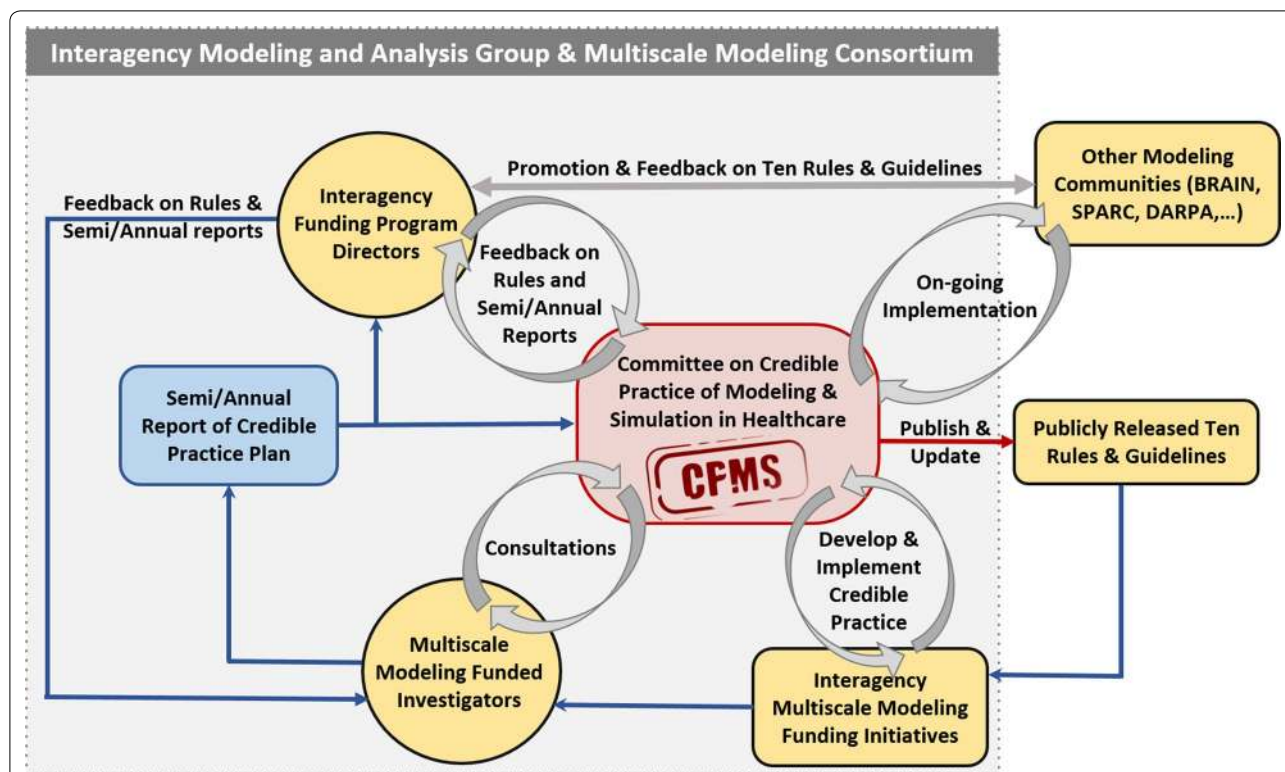 Interagency Modeling and Analysis Group & Multiscale Modeling Consortium
Promotion & Feedback on Ten Rules & Guidelines
Other Modeling
Communities (BRAIN,
SPARC, DARPA,...)
Interagency
Funding Program
Directors
Feedback on Rules &
Semi/Annual reports
Feedback on
Rules and
Semi/Annual
Reports
On-going
Implementation
Committee on Credible
Practice of Modeling &
Simulation in Healthcare
CPMS
Semi/Annual
Report of Credible
Practice Plan
Publish &
Update
Publicly Released Ten
Rules & Guidelines
Consultations
Develop &
Implement
Credible
Practice
Multiscale
Modeling Funded
Investigators
Interagency
Multiscale Modeling
Funding Initiatives